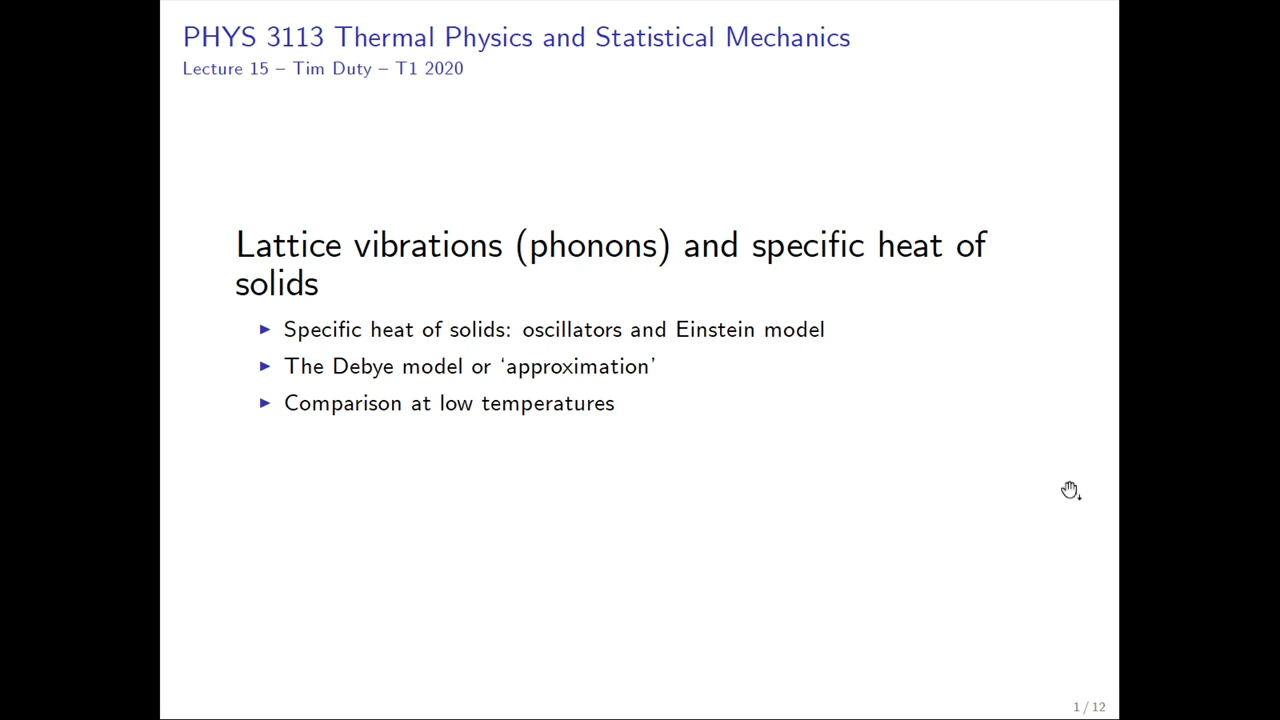 PHYS 3113 Thermal Physics and Statistical Mechanics
Lecture 15 – Tim Duty – T1 2020
Lattice vibrations (phonons) and specific heat of
solids
▶ Specific heat of solids: oscillators and Einstein model
▶ The Debye model or ‘approximation’
▶ Comparison at low temperatures
1 / 12